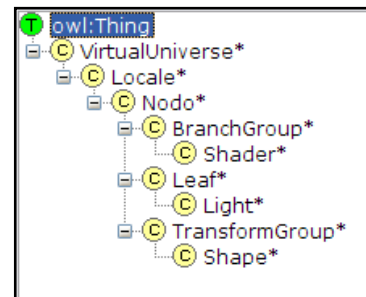 T owl:Thing
C VirtualUniverse*
C Locale*
C Nodo*
C BranchGroup*
C Shader*
C Leaf*
C Light*
C TransformGroup*
C Shape*